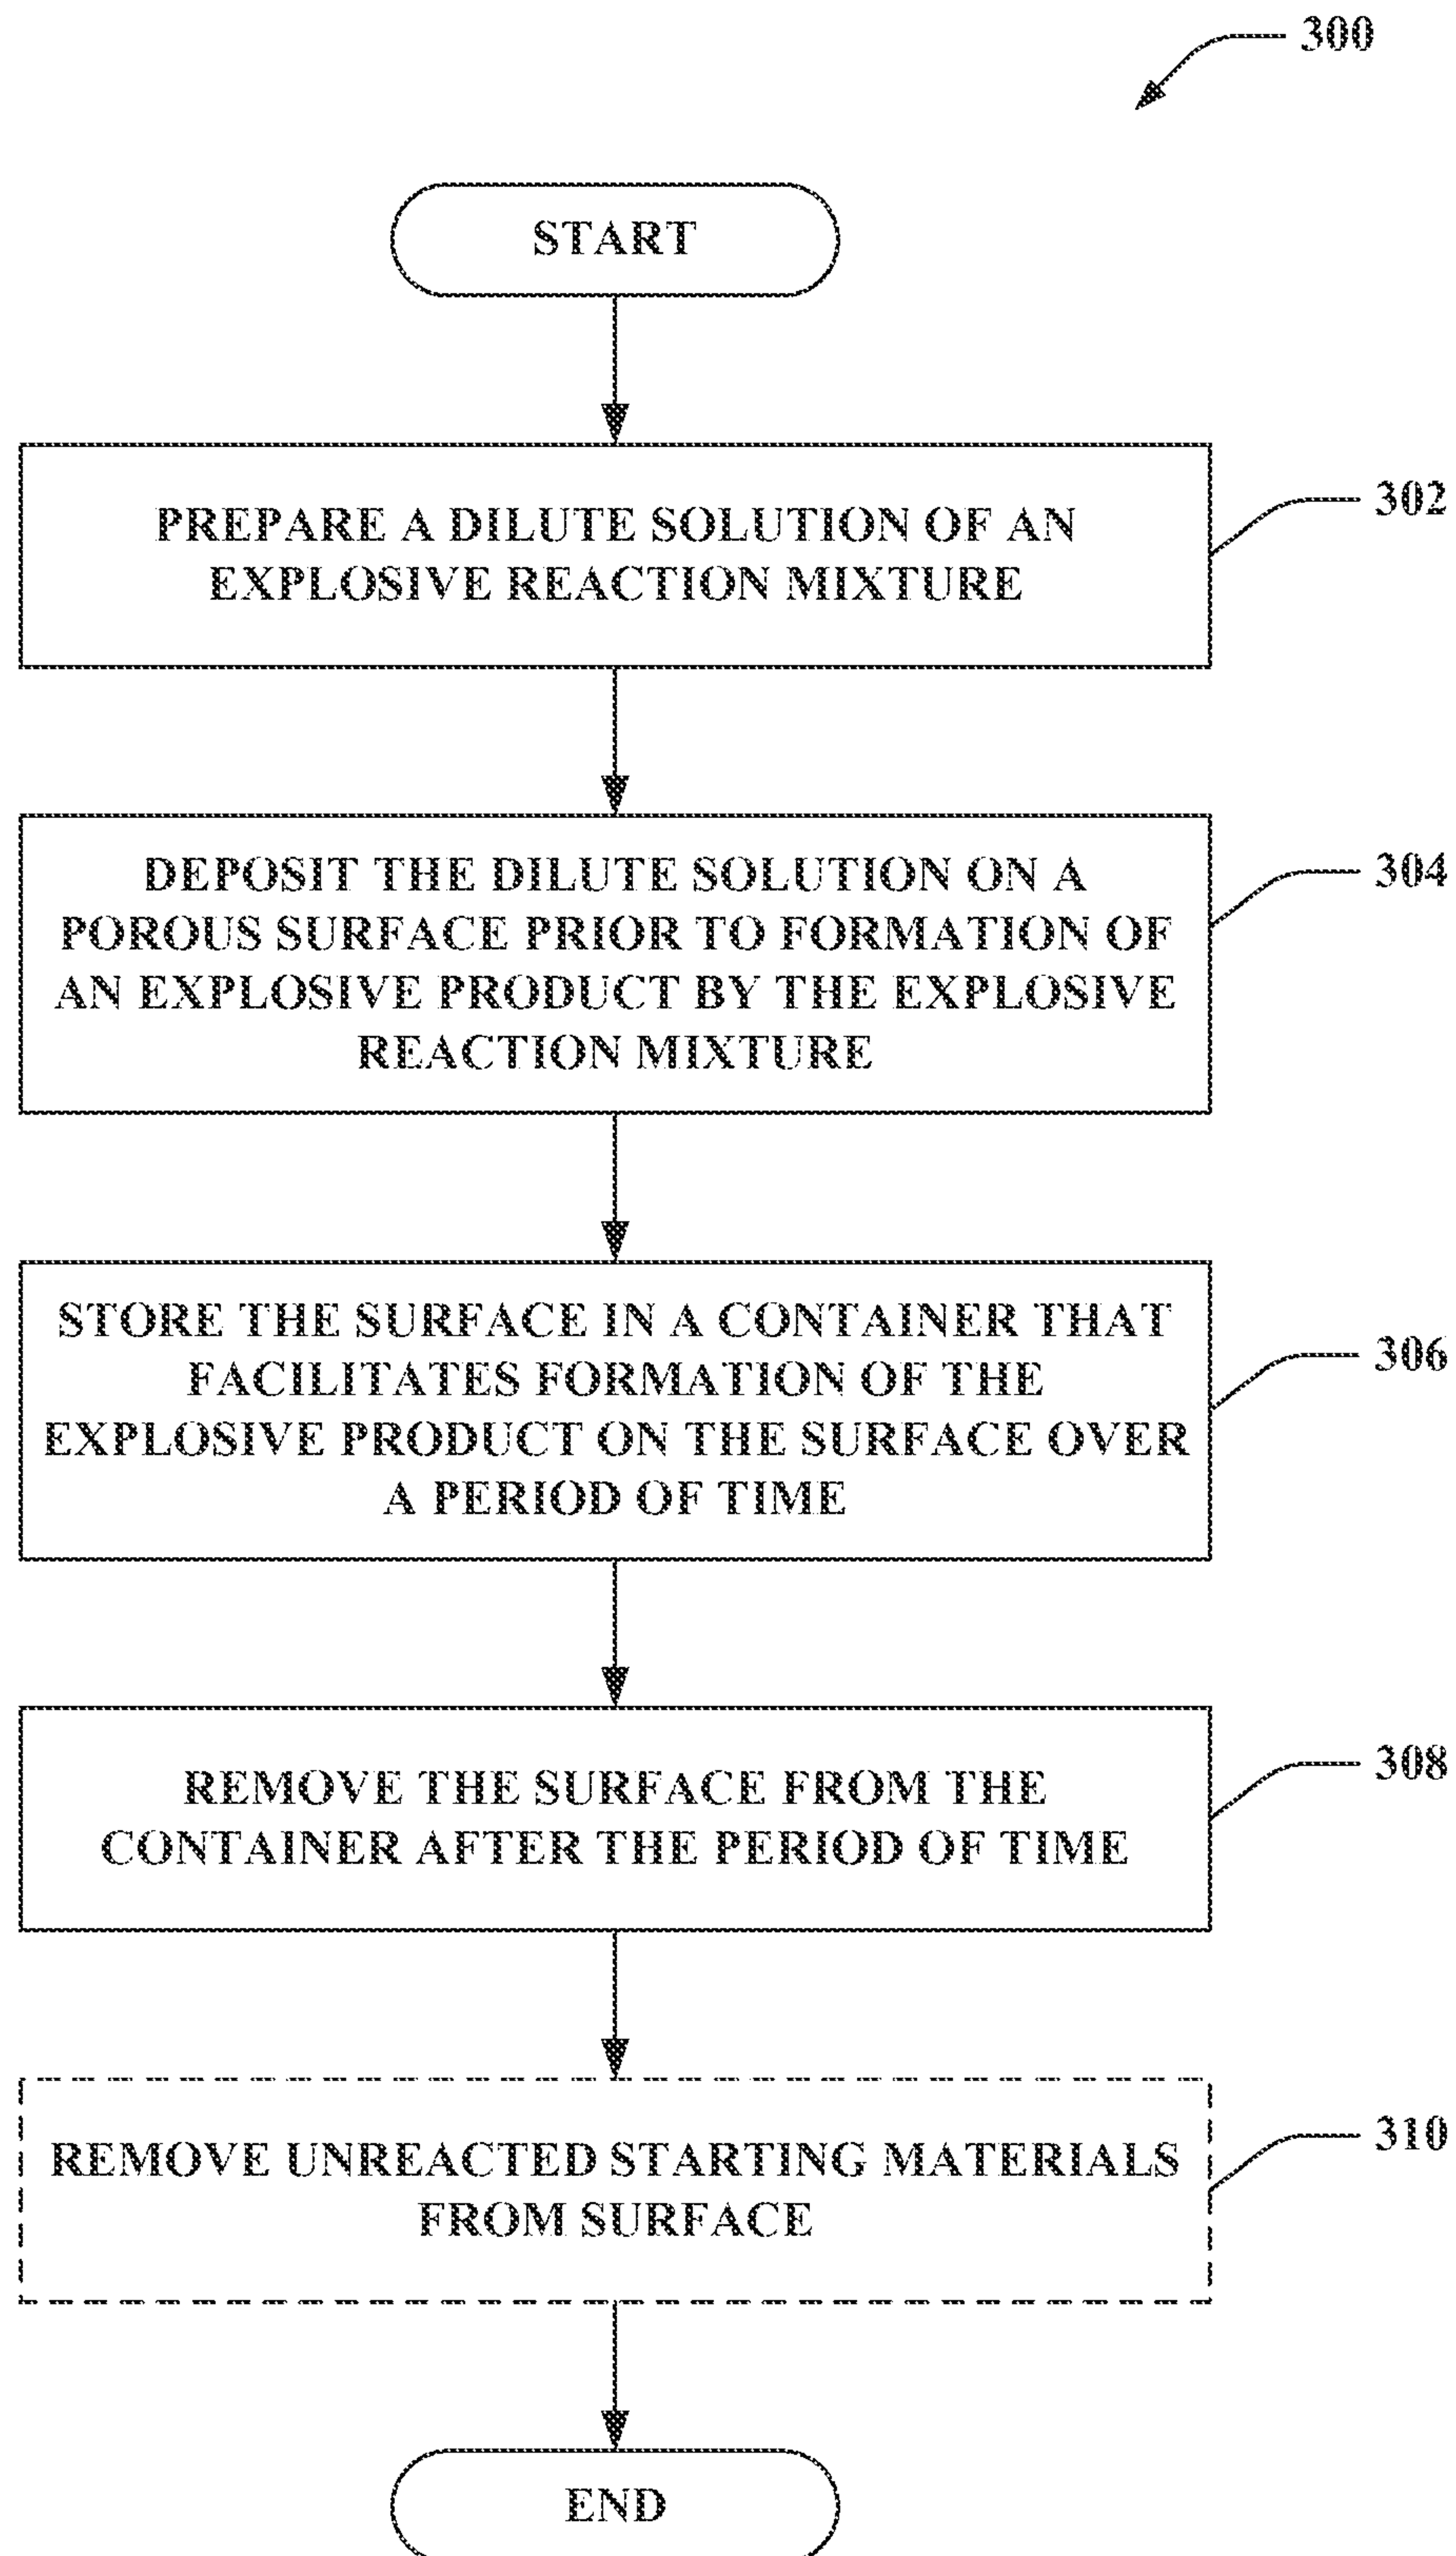 300
START
PREPARE A DILUTE SOLUTION OF AN
EXPLOSIVE REACTION MIXTURE
302
DEPOSIT THE DILUTE SOLUTION ON A
POROUS SURFACE PRIOR TO FORMATION OF
AN EXPLOSIVE PRODUCT BY THE EXPLOSIVE
REACTION MIXTURE
304
STORE THE SURFACE IN A CONTAINER THAT
FACILITATES FORMATION OF THE
EXPLOSIVE PRODUCT ON THE SURFACE OVER
A PERIOD OF TIME
306
REMOVE THE SURFACE FROM THE
CONTAINER AFTER THE PERIOD OF TIME
308
REMOVE UNREACTED STARTING MATERIALS
FROM SURFACE
310
END